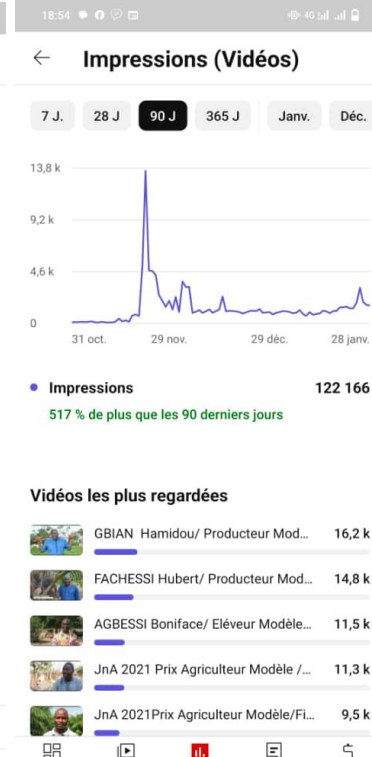 18:54 4G
Impressions (Vidéos)
7 J. 28 J 90 J 365 J Janv. Déc.
13,8 k
9,2 k
4,6 k
0
31 oct. 29 nov. 29 déc. 28 janv.
Impressions 122 166
517 % de plus que les 90 derniers jours
Vidéos les plus regardées
GBIAN Hamidou/ Producteur Mod... 16,2 k
FACHESSI Hubert/ Producteur Mod... 14,8 k
AGBESSI Boniface/ Eléveur Modèle... 11,5 k
JnA 2021 Prix Agriculteur Modèle /... 11,3 k
JnA 2021Prix Agriculteur Modèle/Fi... 9,5 k